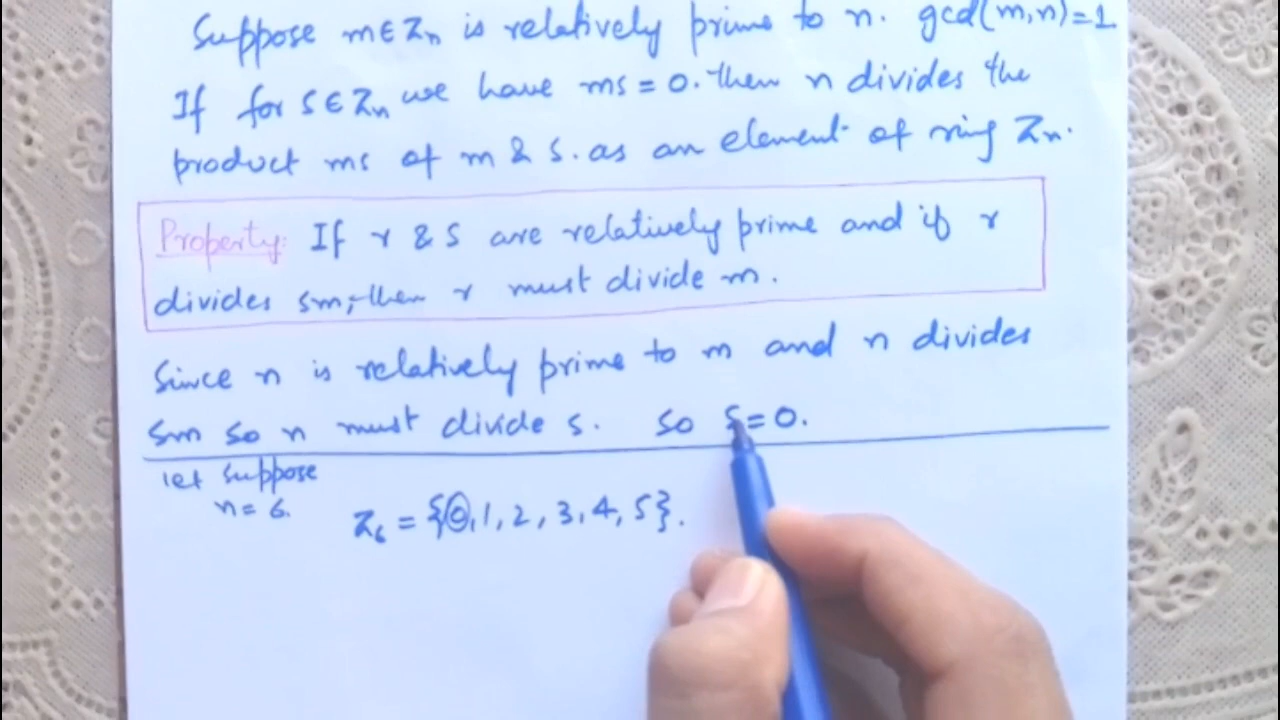 Suppose m∈Zn is relatively prime to n. gcd(m,n)=1
If for S∈Zn we have ms = 0. then n divides the
product ms of m & s. as an element of ring Zn.
Property: If r & S are relatively prime and if r
divides sm, then r must divide m.
Since n is relatively prime to m and n divides
sm so n must divide s. so S=0.
let suppose
n=6.
Z6 = {0,1,2,3,4,5}.